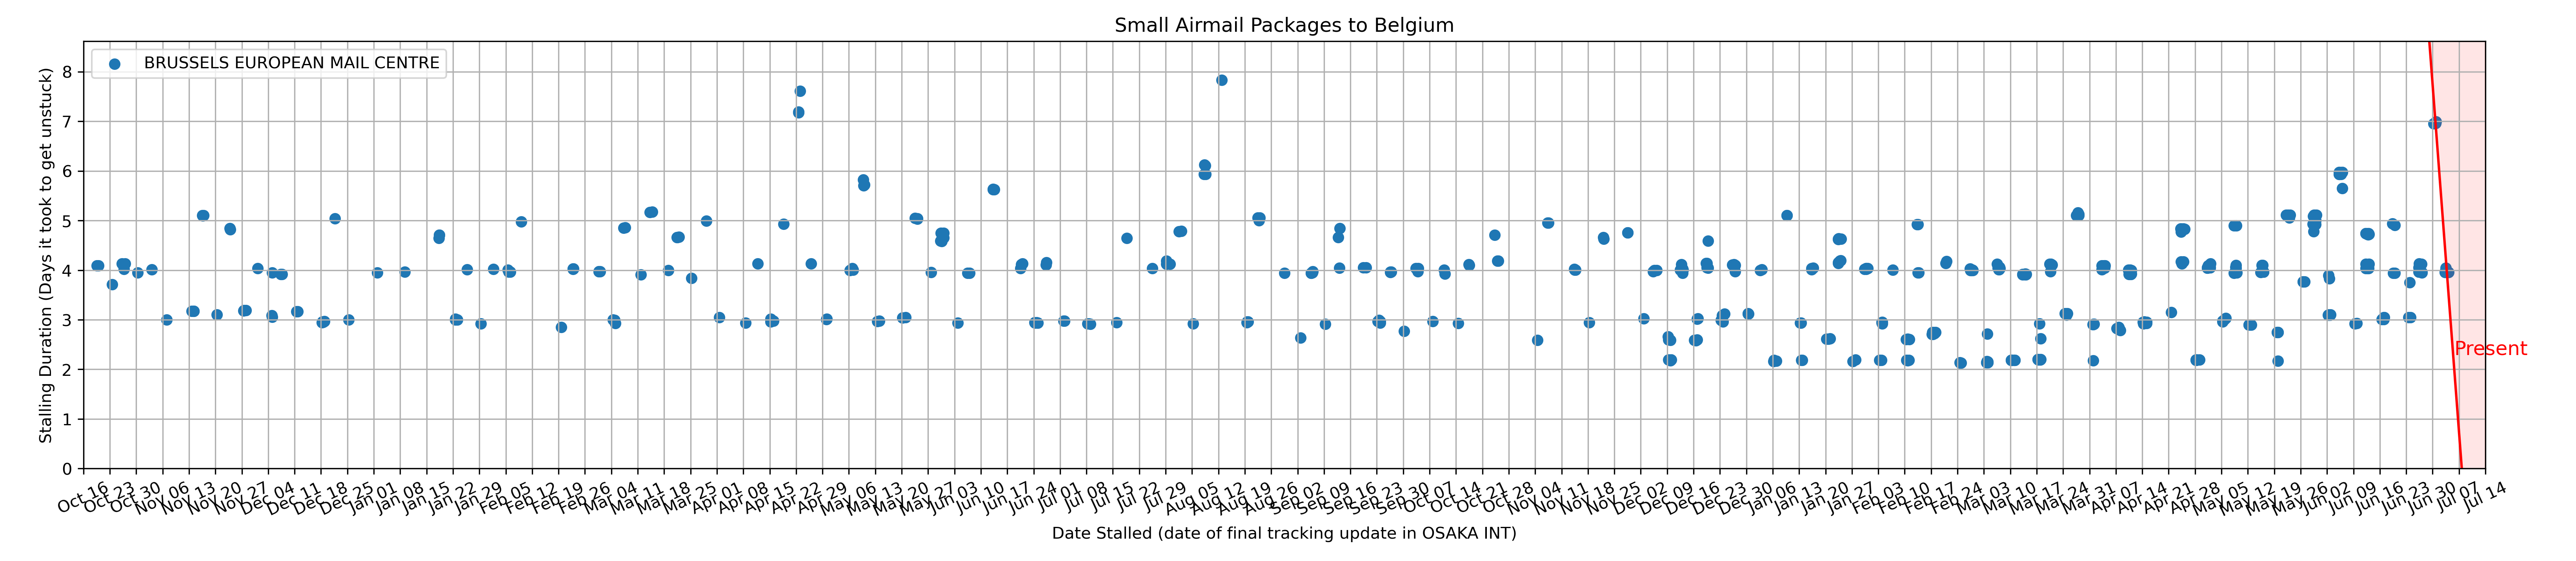 Small Airmail Packages to Belgium
BRUSSELS EUROPEAN MAIL CENTRE
Stalling Duration (Days it took to get unstuck)
8
7
6
5
4
3
2
1
0
Present
Oct 16
Oct 23
Oct 30
Nov 06
Nov 13
Nov 20
Nov 27
Dec 04
Dec 11
Dec 18
Dec 25
Jan 01
Jan 08
Jan 15
Jan 22
Jan 29
Feb 05
Feb 12
Feb 19
Feb 26
Mar 04
Mar 11
Mar 18
Mar 25
Apr 01
Apr 08
Apr 15
Apr 22
Apr 29
May 06
May 13
May 20
May 27
Jun 03
Jun 10
Jun 17
Jun 24
Jul 01
Jul 08
Jul 15
Jul 22
Jul 29
Aug 05
Aug 12
Aug 19
Aug 26
Sep 02
Sep 09
Sep 16
Sep 23
Sep 30
Oct 07
Oct 14
Oct 21
Oct 28
Nov 04
Nov 11
Nov 18
Nov 25
Dec 02
Dec 09
Dec 16
Dec 23
Dec 30
Jan 06
Jan 13
Jan 20
Jan 27
Feb 03
Feb 10
Feb 17
Feb 24
Mar 03
Mar 10
Mar 17
Mar 24
Mar 31
Apr 07
Apr 14
Apr 21
Apr 28
May 05
May 12
May 19
May 26
Jun 02
Jun 09
Jun 16
Jun 23
Jun 30
Jul 07
Jul 14
Date Stalled (date of final tracking update in OSAKA INT)